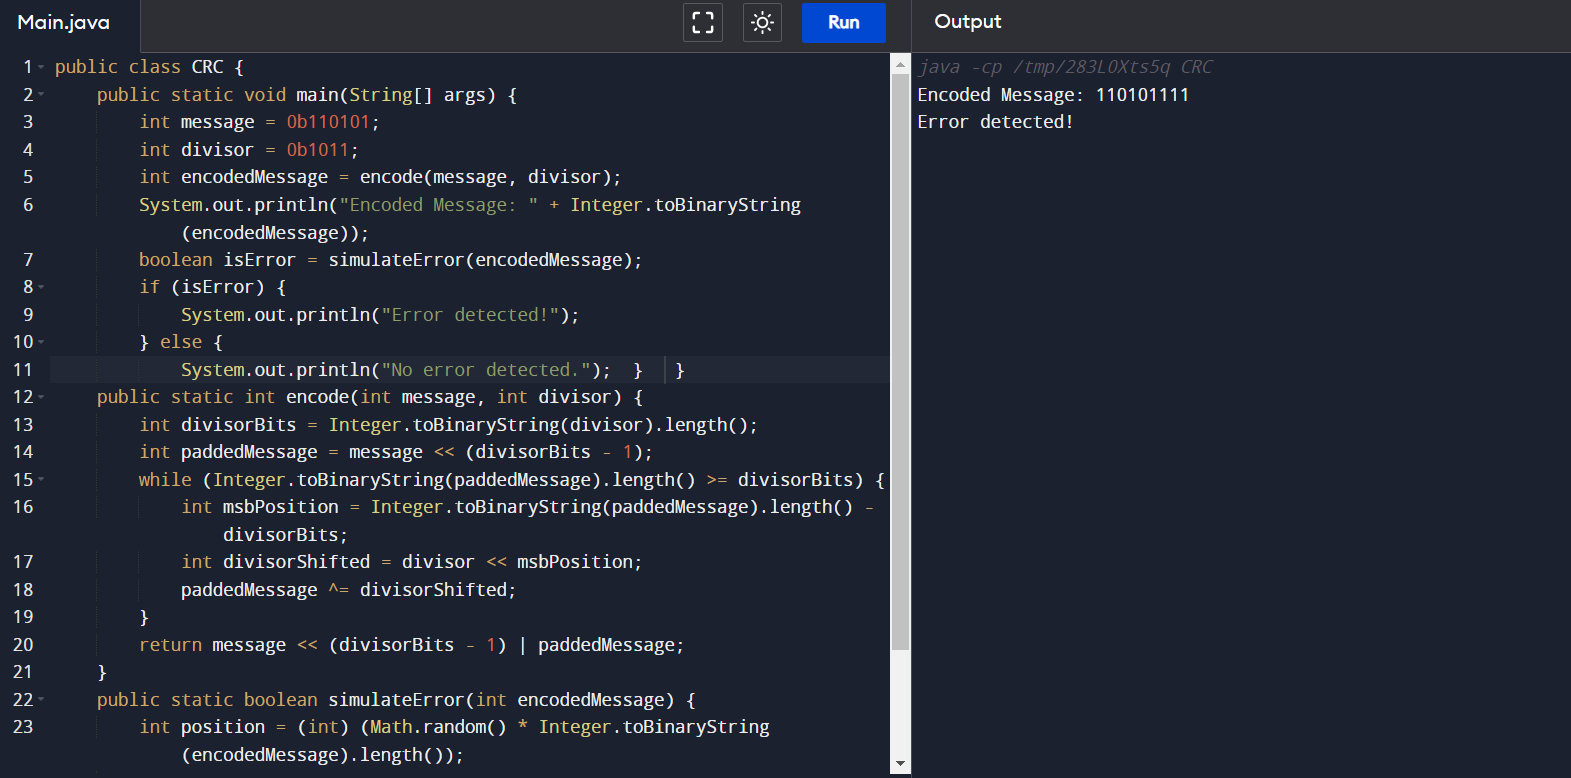 Main.java
Run
Output
1 public class CRC {
2 public static void main(String[] args) {
3 int message = 0b110101;
4 int divisor = 0b1011;
5 int encodedMessage = encode(message, divisor);
6 System.out.println("Encoded Message: " + Integer.toBinaryString
(encodedMessage));
7 boolean isError = simulateError(encodedMessage);
8 if (isError) {
9 System.out.println("Error detected!");
10 } else {
11 System.out.println("No error detected."); } }
12 public static int encode(int message, int divisor) {
13 int divisorBits = Integer.toBinaryString(divisor).length();
14 int paddedMessage = message << (divisorBits - 1);
15 while (Integer.toBinaryString(paddedMessage).length() >= divisorBits) {
16 int msbPosition = Integer.toBinaryString(paddedMessage).length() -
divisorBits;
17 int divisorShifted = divisor << msbPosition;
18 paddedMessage ^= divisorShifted;
19 }
20 return message << (divisorBits - 1) | paddedMessage;
21 }
22 public static boolean simulateError(int encodedMessage) {
23 int position = (int) (Math.random() * Integer.toBinaryString
(encodedMessage).length());
java -cp /tmp/283LOXts5q CRC
Encoded Message: 110101111
Error detected!